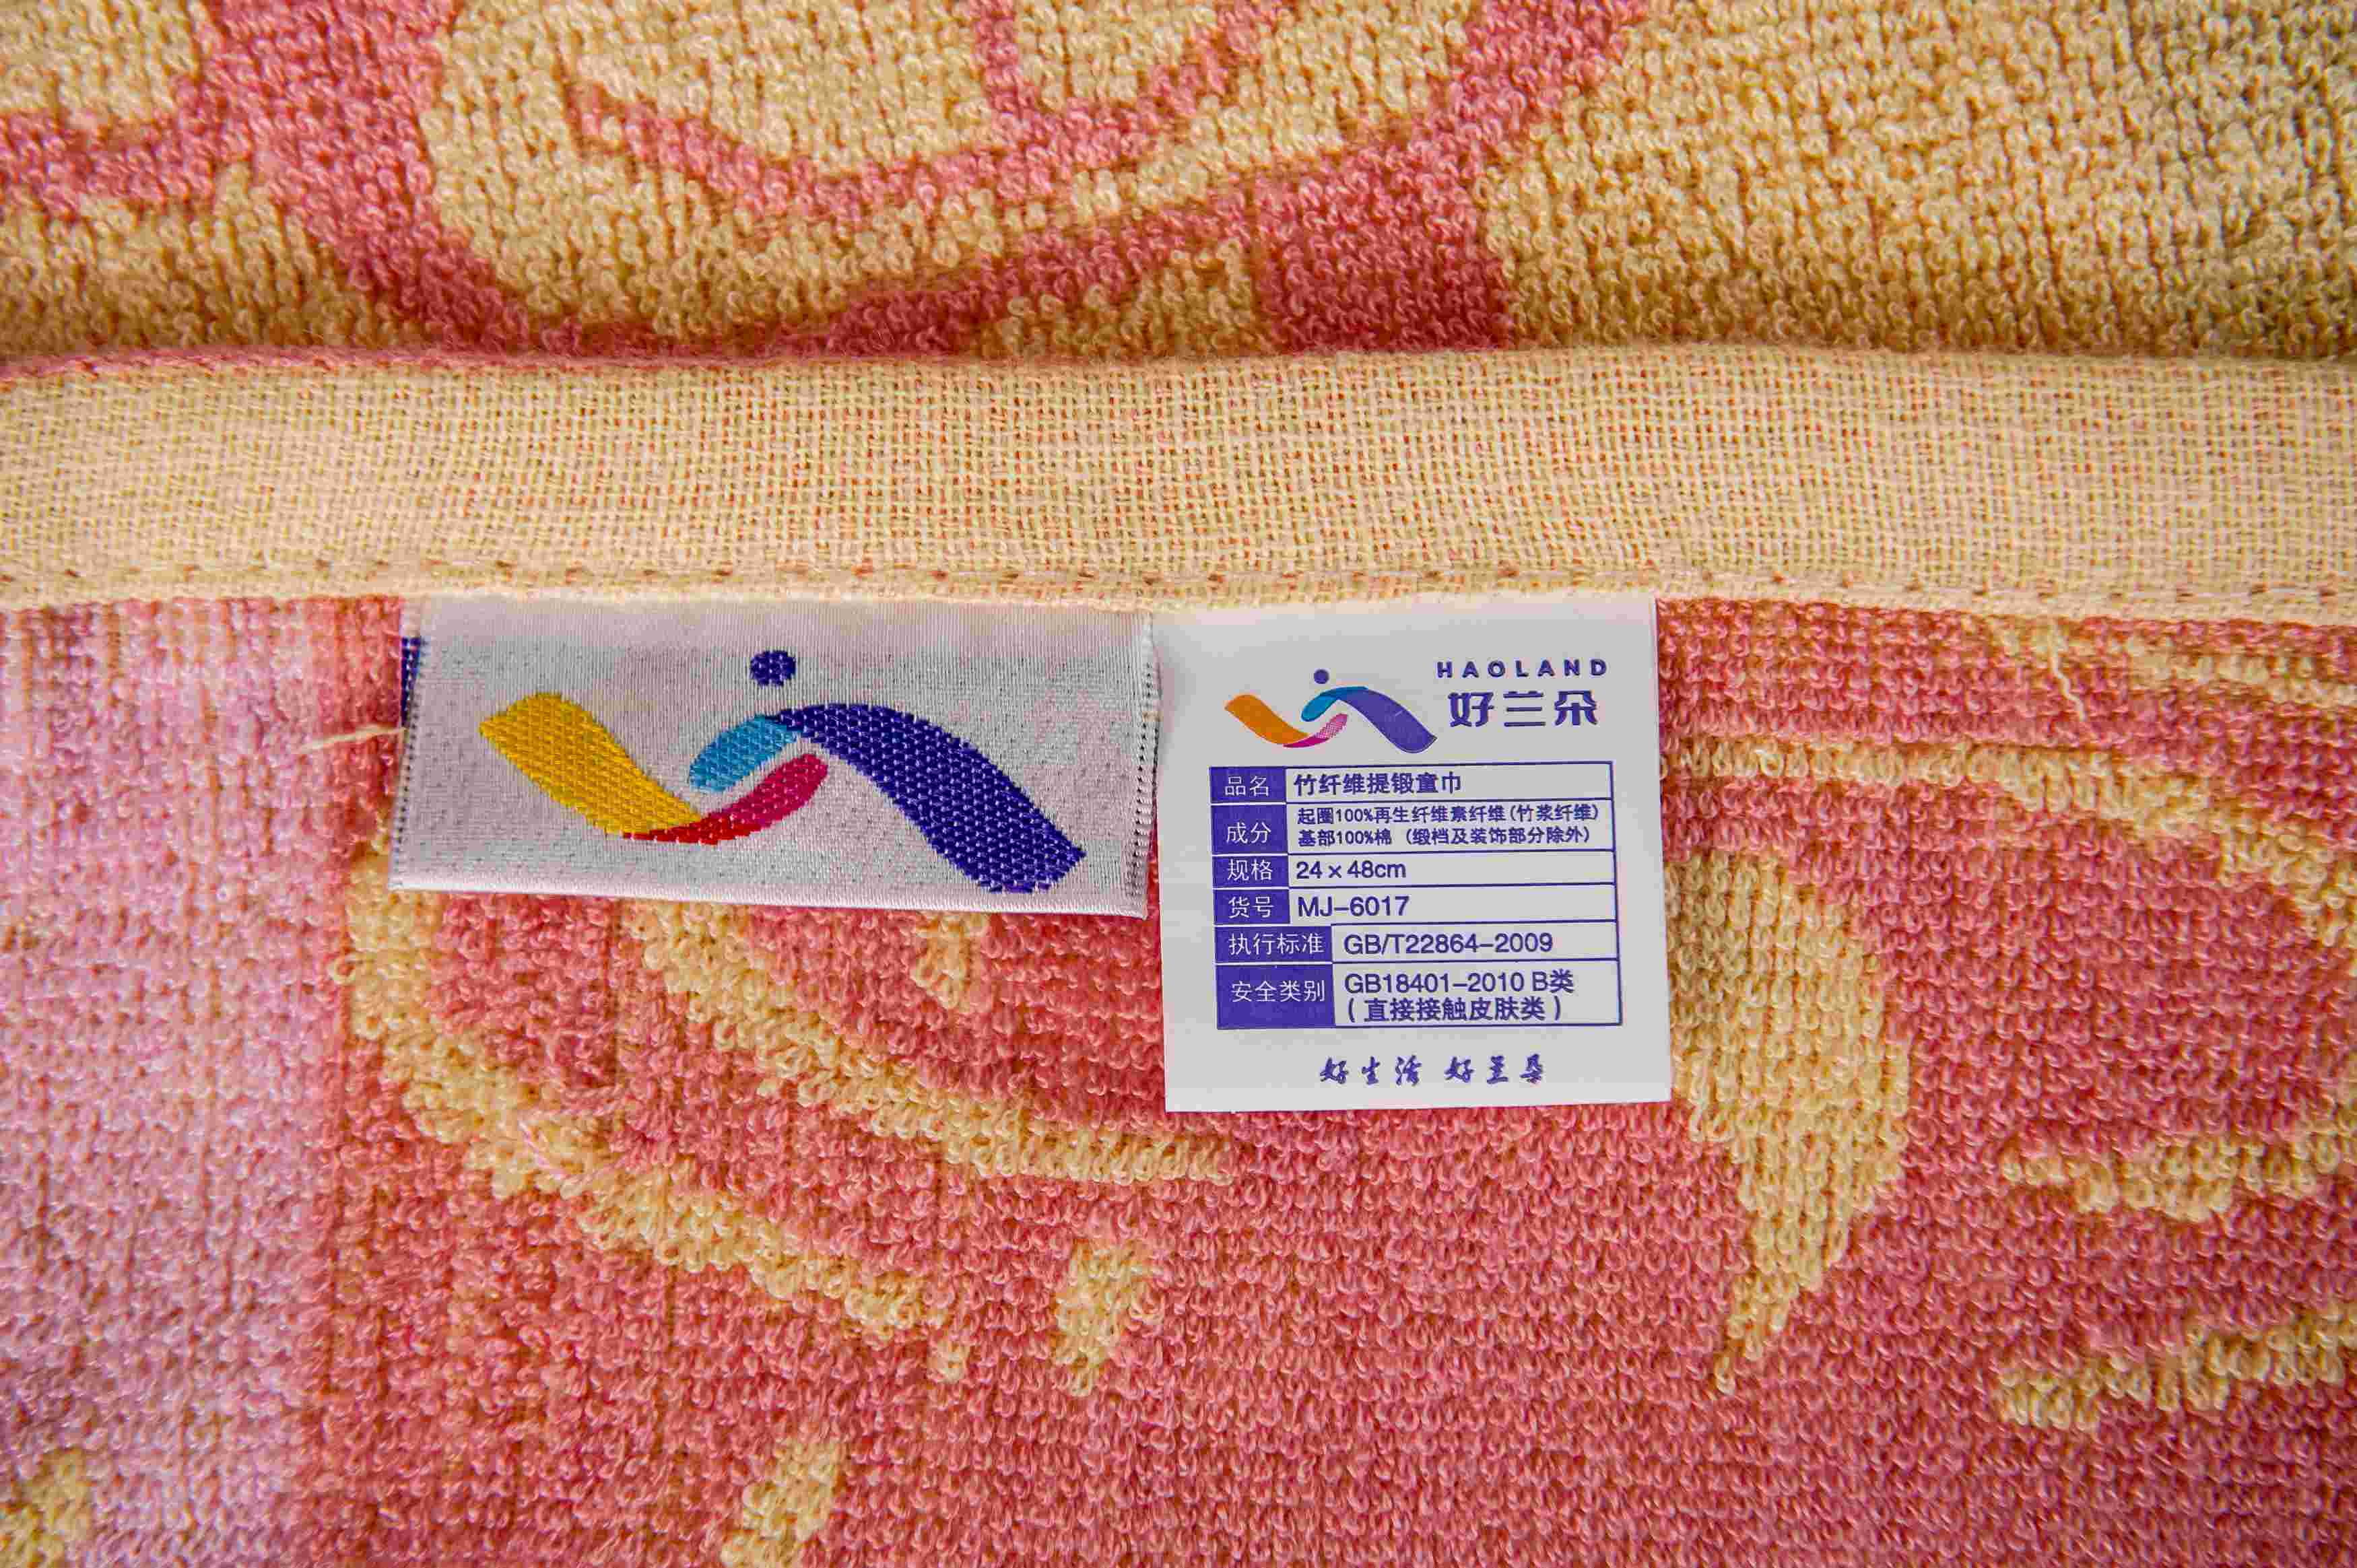 HAOLAND
好兰朵
品名 竹纤维提锻童巾
成分 起圈100%再生纤维素纤维(竹浆纤维)
基部100%棉 (缎档及装饰部分除外)
规格 24×48cm
货号 MJ-6017
执行标准 GB/T22864-2009
安全类别 GB18401-2010 B类
(直接接触皮肤类)
好生活 好兰朵